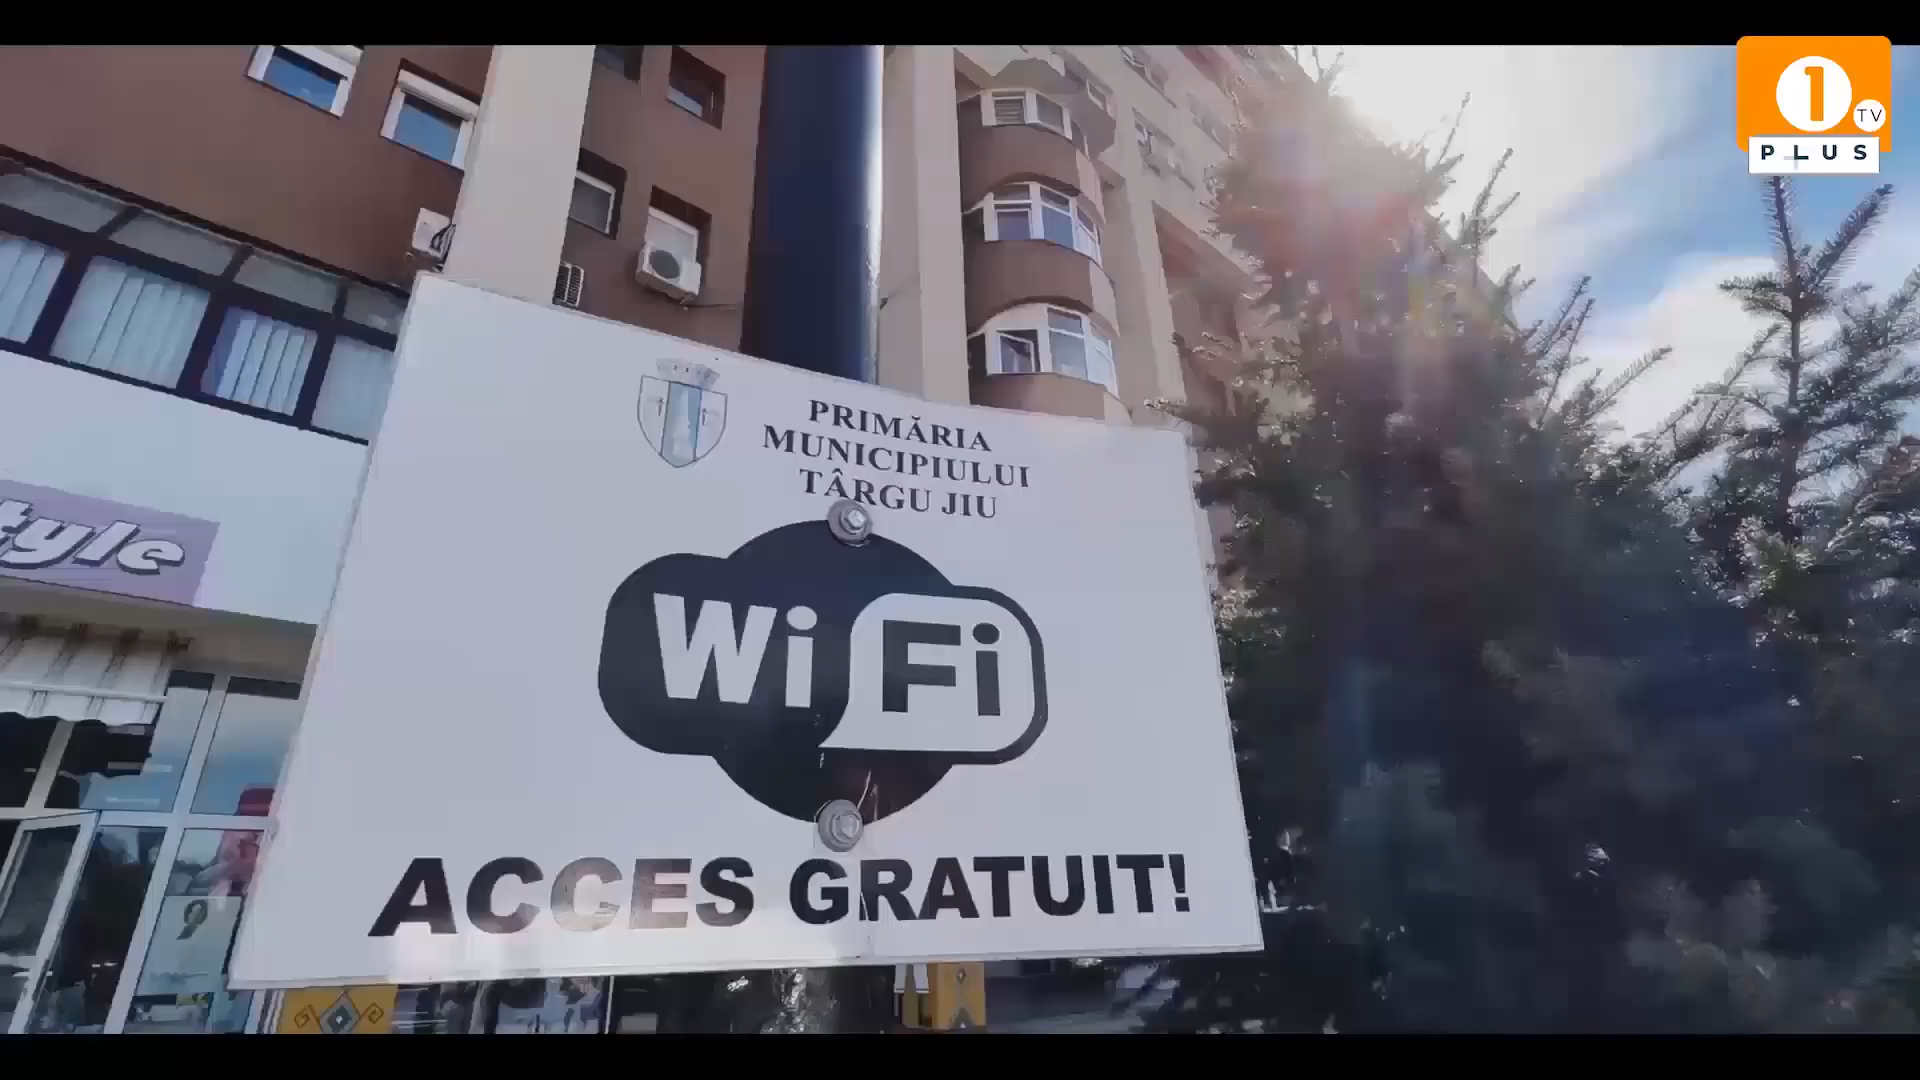 1
TV
PLUS
PRIMĂRIA
MUNICIPIULUI
TÂRGU JIU
tyle
WiFi
ACCES GRATUIT!